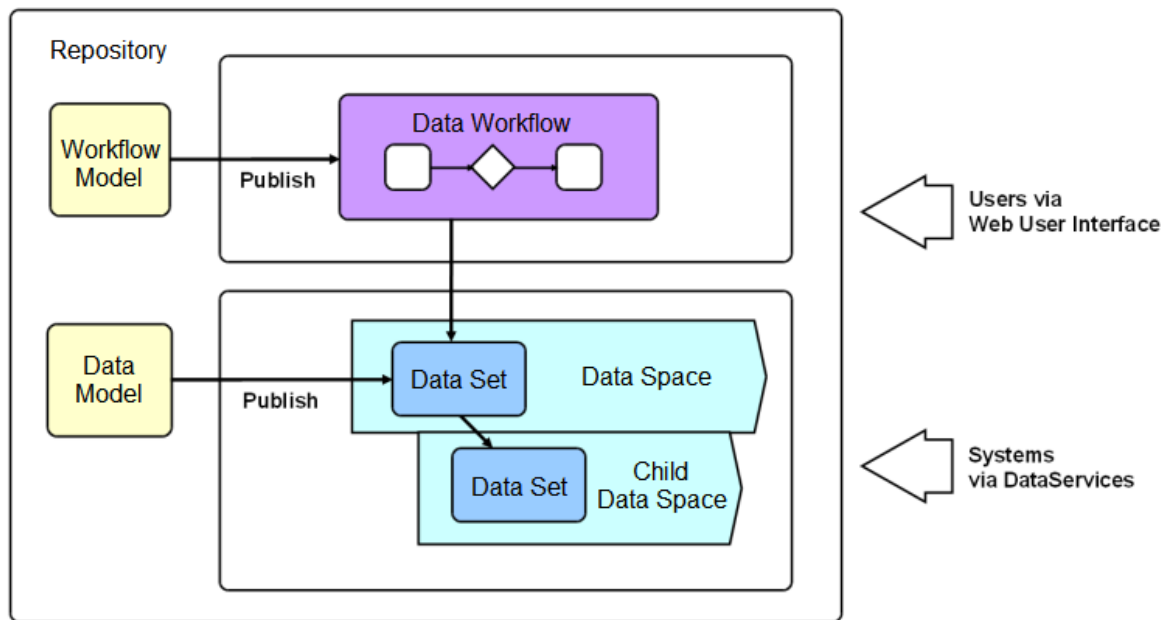 Repository
Workflow
Model
Publish
Data Workflow
Users via
Web User Interface
Data
Model
Publish
Data Set
Data Space
Data Set
Child
Data Space
Systems
via DataServices